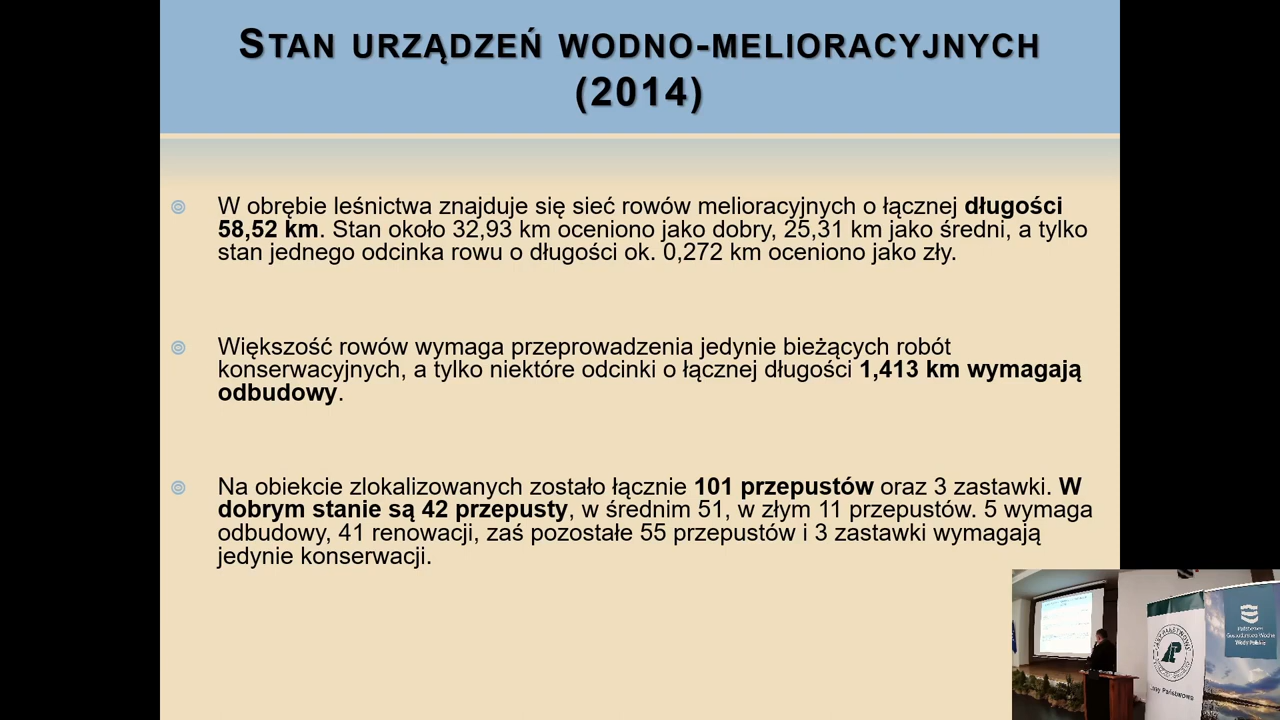 STAN URZĄDZEŃ WODNO-MELIORACYJNYCH
(2014)
W obrębie leśnictwa znajduje się sieć rowów melioracyjnych o łącznej długości
58,52 km. Stan około 32,93 km oceniono jako dobry, 25,31 km jako średni, a tylko
stan jednego odcinka rowu o długości ok. 0,272 km oceniono jako zły.
Większość rowów wymaga przeprowadzenia jedynie bieżących robót
konserwacyjnych, a tylko niektóre odcinki o łącznej długości 1,413 km wymagają
odbudowy.
Na obiekcie zlokalizowanych zostało łącznie 101 przepustów oraz 3 zastawki. W
dobrym stanie są 42 przepusty, w średnim 51, w złym 11 przepustów. 5 wymaga
odbudowy, 41 renowacji, zaś pozostałe 55 przepustów i 3 zastawki wymagają
jedynie konserwacji.
Państwowe
Gospodarstwo Wodne
Wody Polskie